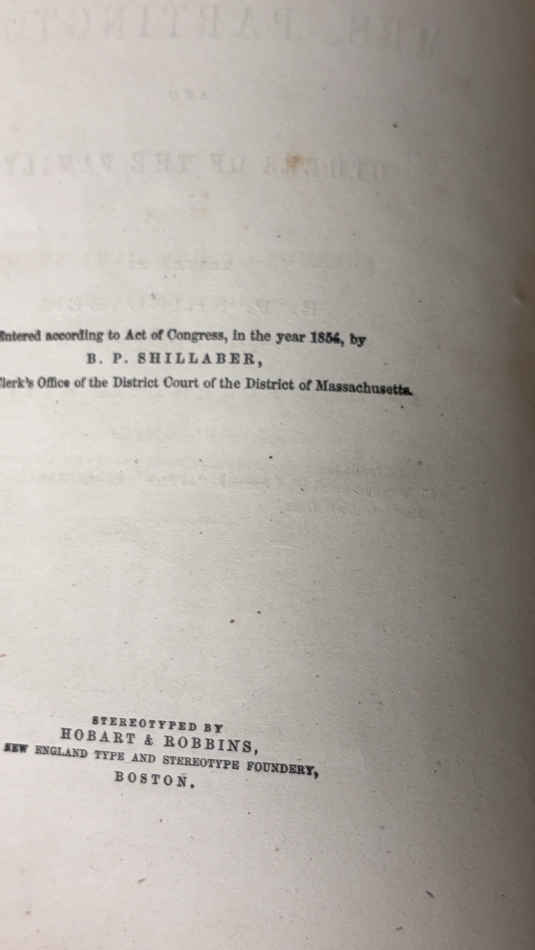 Entered according to Act of Congress, in the year 1854, by
B. P. SHILLABER,
Clerk's Office of the District Court of the District of Massachusetts.
STEREOTYPED BY
HOBART & ROBBINS,
NEW ENGLAND TYPE AND STEREOTYPE FOUNDERY,
BOSTON.